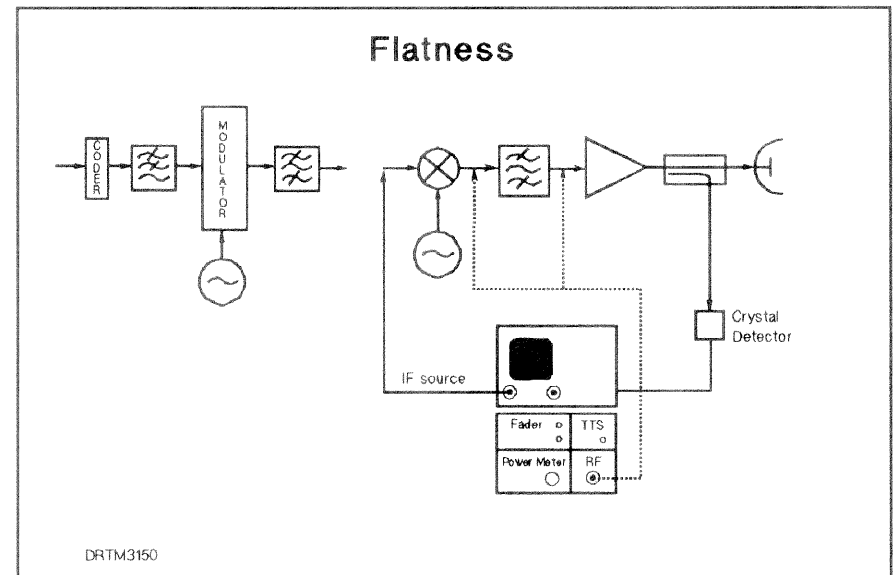 Flatness
CODER
MODULATOR
Crystal
Detector
IF source
Fader
TTS
Power Meter
RF
DRTM3150